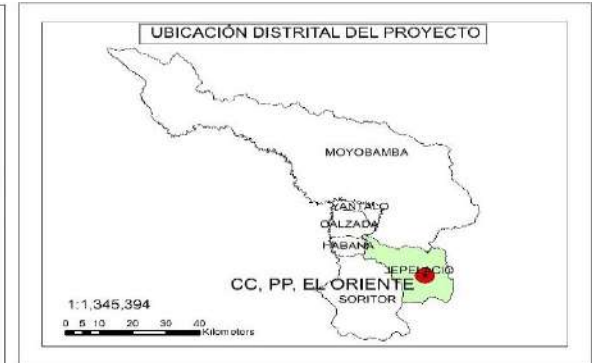 UBICACIÓN DISTRITAL DEL PROYECTO
MOYOBAMBA
YANTALO
CALZADA
HABANA
JEPELACIO
CC, PP, EL ORIENTE
SORITOR
1:1,345,394
0 5 10 20 30 40
Kilometers